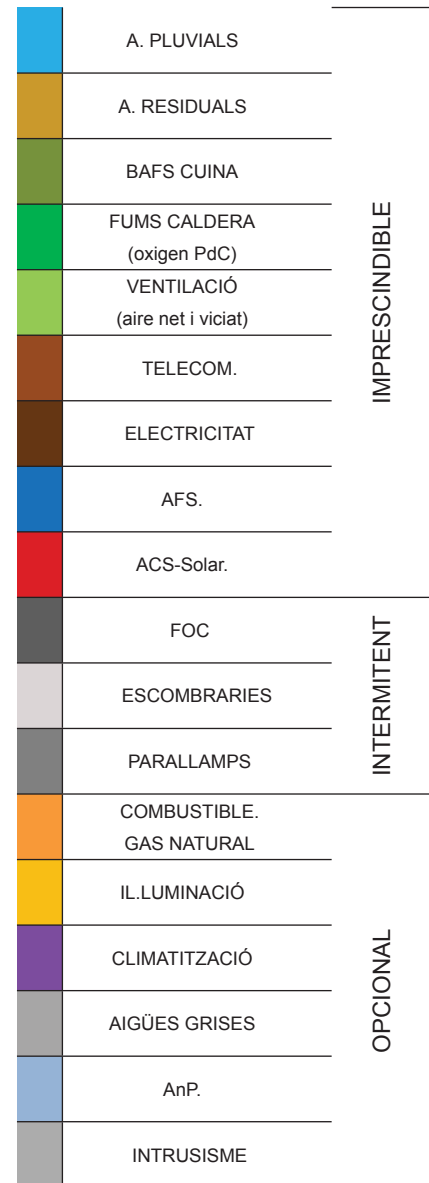 A. PLUVIALS
A. RESIDUALS
BAFS CUINA
FUMS CALDERA
(oxigen PdC)
VENTILACIÓ
(aire net i viciat)
TELECOM.
ELECTRICITAT
AFS.
ACS-Solar.
IMPRESCINDIBLE
FOC
ESCOMBRARIES
PARALLAMPS
INTERMITENT
COMBUSTIBLE.
GAS NATURAL
IL.LUMINACIÓ
CLIMATITZACIÓ
AIGÜES GRISES
AnP.
INTRUSISME
OPCIONAL